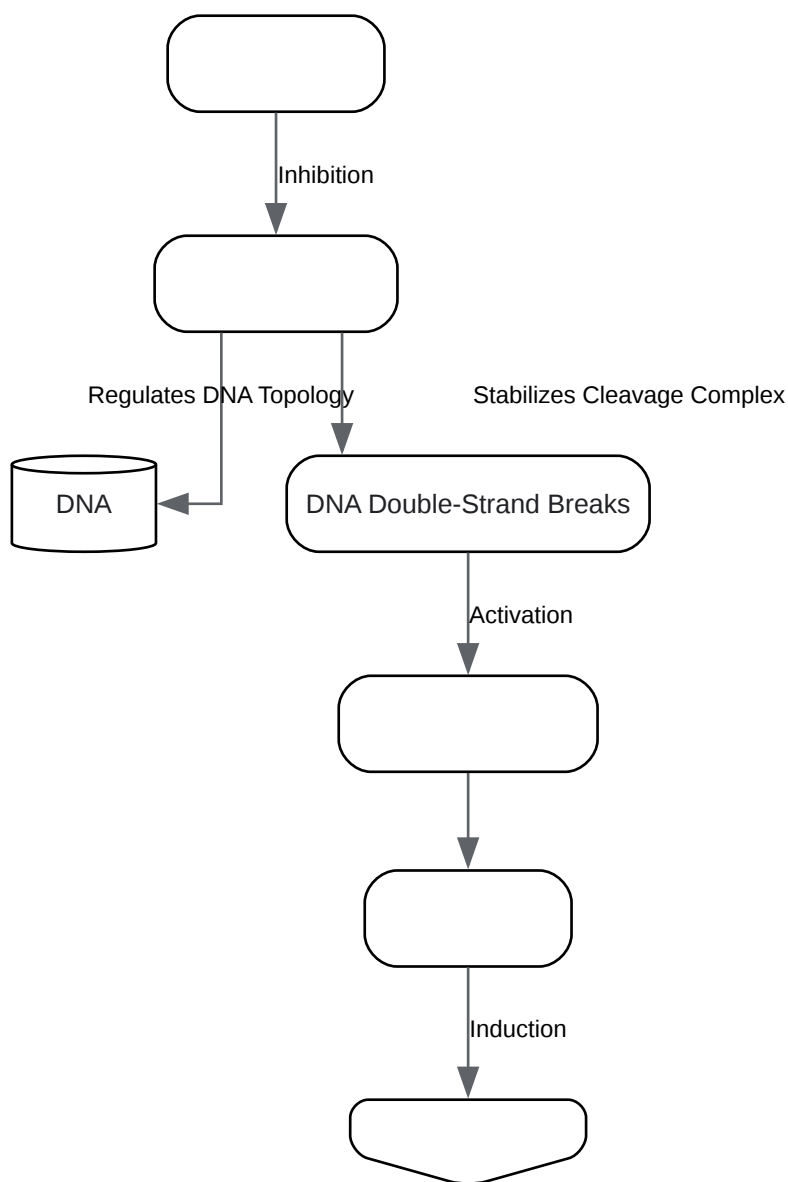 Inhibition
Regulates DNA Topology
Stabilizes Cleavage Complex
DNA
DNA Double-Strand Breaks
Activation
Induction